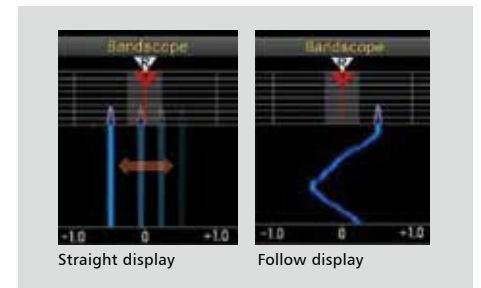 Bandscope
R
-1.0 0 +1.0
Straight display
Bandscope
R
-1.0 0 +1.0
Follow display